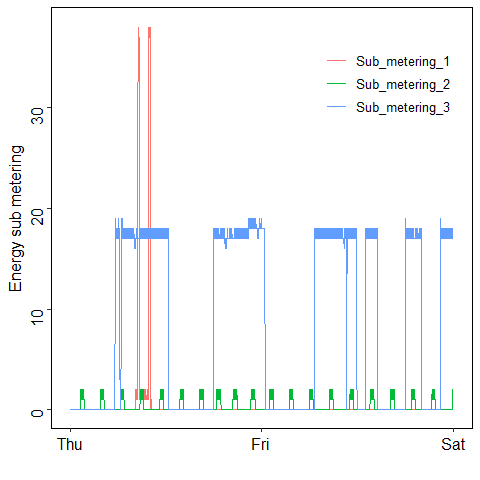 Sub_metering_1
Sub_metering_2
Sub_metering_3
Energy sub metering
30
20
10
0
Thu Fri Sat